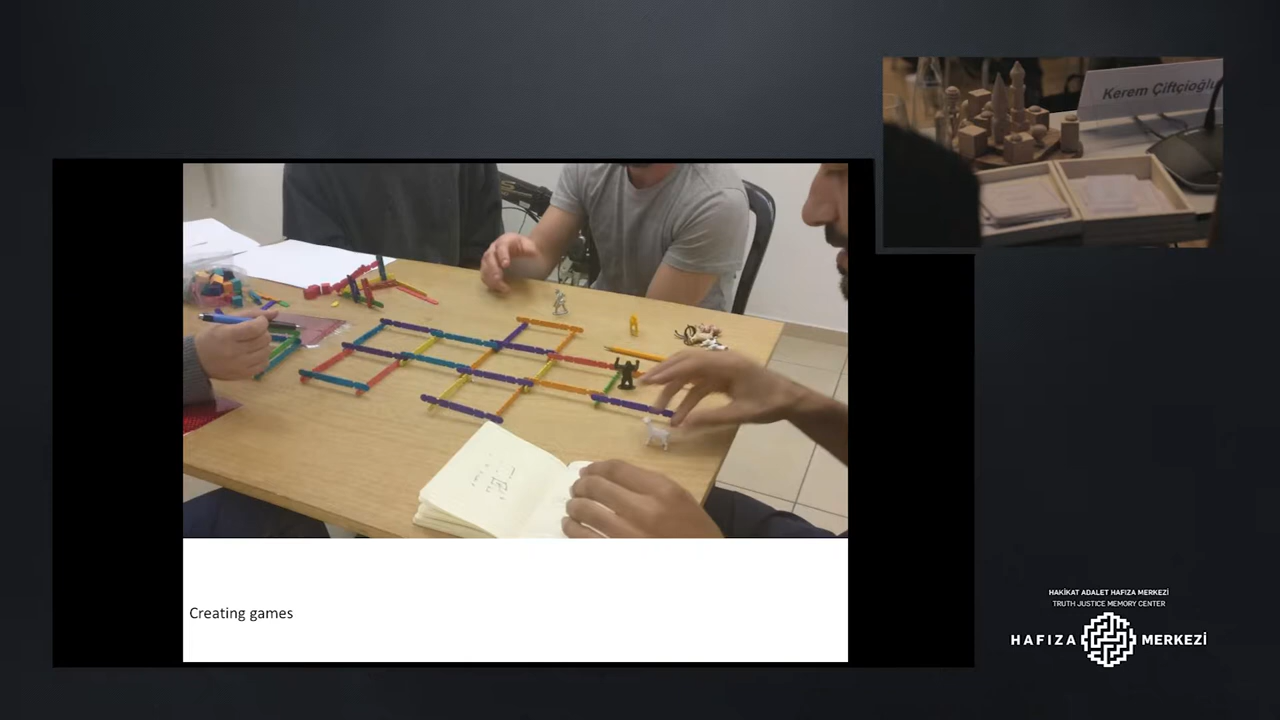 Kerem Çiftçioğlu
Creating games
HAKİKAT ADALET HAFIZA MERKEZİ
TRUTH JUSTICE MEMORY CENTER
HAFIZA MERKEZİ